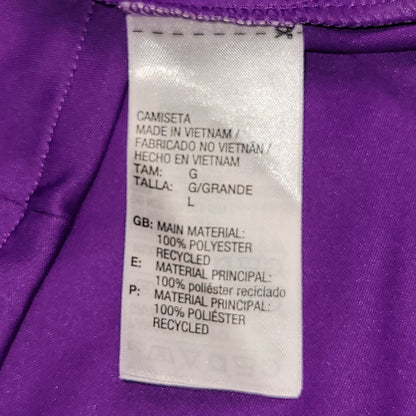 CAMISETA
MADE IN VIETNAM /
FABRICADO NO VIETNÃ /
HECHO EN VIETNAM
TAM: G
TALLA: G/GRANDE
L
GB: MAIN MATERIAL:
100% POLYESTER
RECYCLED
E: MATERIAL PRINCIPAL:
100% poliéster reciclado
P: MATERIAL PRINCIPAL:
100% POLIÉSTER
RECYCLED